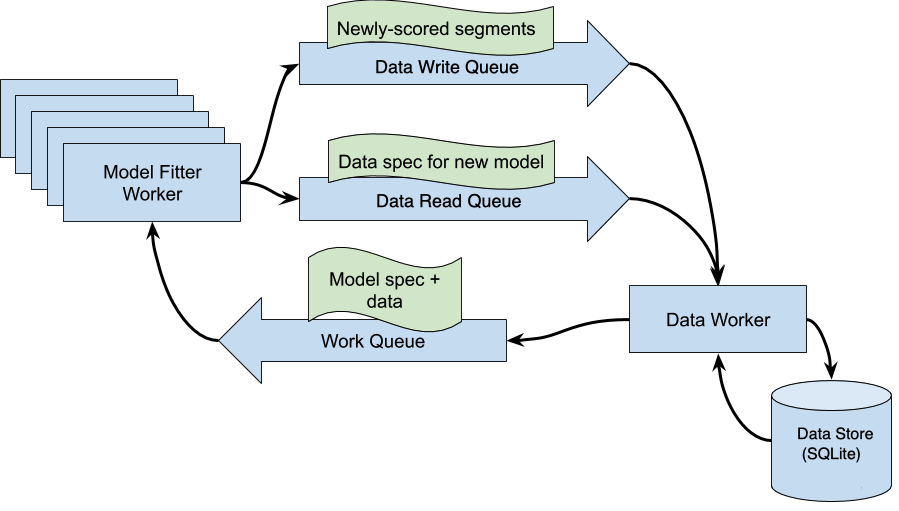 Newly-scored segments
Data Write Queue
Data spec for new model
Data Read Queue
Model Fitter
Worker
Model spec +
data
Work Queue
Data Worker
Data Store
(SQLite)